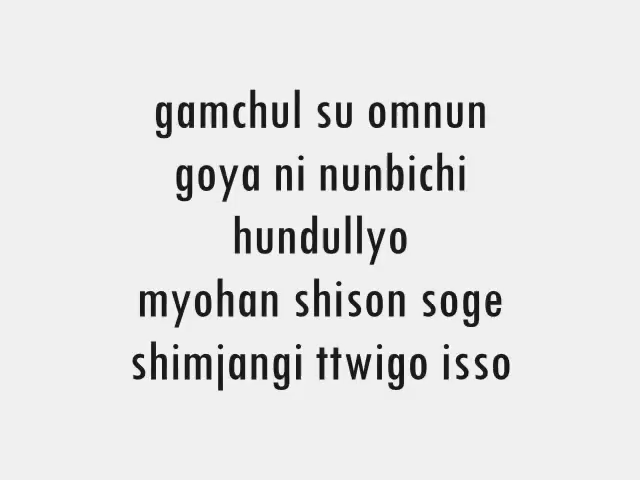 gamchul su omnun
goya ni nunbichi
hundullyo
myohan shison soge
shimjangi ttwigo isso